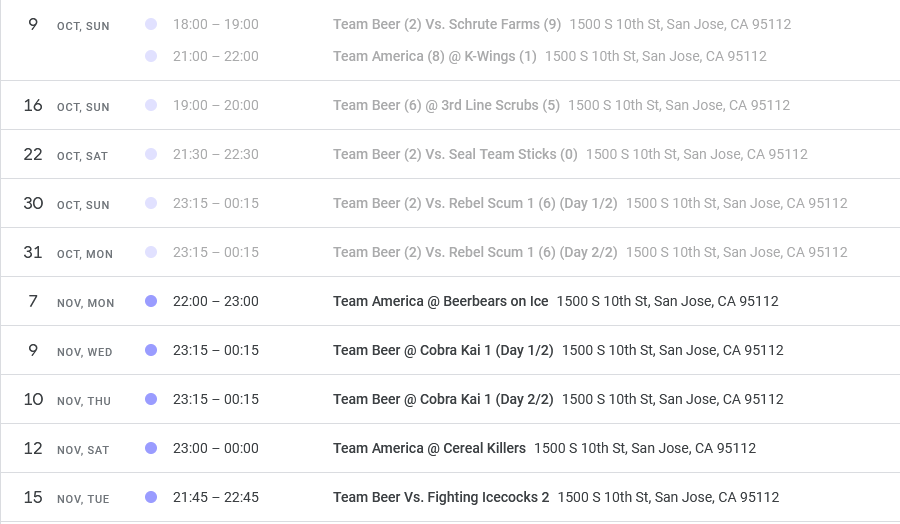 9 OCT, SUN 18:00 – 19:00 Team Beer (2) Vs. Schrute Farms (9) 1500 S 10th St, San Jose, CA 95112
21:00 – 22:00 Team America (8) @ K-Wings (1) 1500 S 10th St, San Jose, CA 95112
16 OCT, SUN 19:00 – 20:00 Team Beer (6) @ 3rd Line Scrubs (5) 1500 S 10th St, San Jose, CA 95112
22 OCT, SAT 21:30 – 22:30 Team Beer (2) Vs. Seal Team Sticks (0) 1500 S 10th St, San Jose, CA 95112
30 OCT, SUN 23:15 – 00:15 Team Beer (2) Vs. Rebel Scum 1 (6) (Day 1/2) 1500 S 10th St, San Jose, CA 95112
31 OCT, MON 23:15 – 00:15 Team Beer (2) Vs. Rebel Scum 1 (6) (Day 2/2) 1500 S 10th St, San Jose, CA 95112
7 NOV, MON 22:00 – 23:00 Team America @ Beerbears on Ice 1500 S 10th St, San Jose, CA 95112
9 NOV, WED 23:15 – 00:15 Team Beer @ Cobra Kai 1 (Day 1/2) 1500 S 10th St, San Jose, CA 95112
10 NOV, THU 23:15 – 00:15 Team Beer @ Cobra Kai 1 (Day 2/2) 1500 S 10th St, San Jose, CA 95112
12 NOV, SAT 23:00 – 00:00 Team America @ Cereal Killers 1500 S 10th St, San Jose, CA 95112
15 NOV, TUE 21:45 – 22:45 Team Beer Vs. Fighting Icecocks 2 1500 S 10th St, San Jose, CA 95112